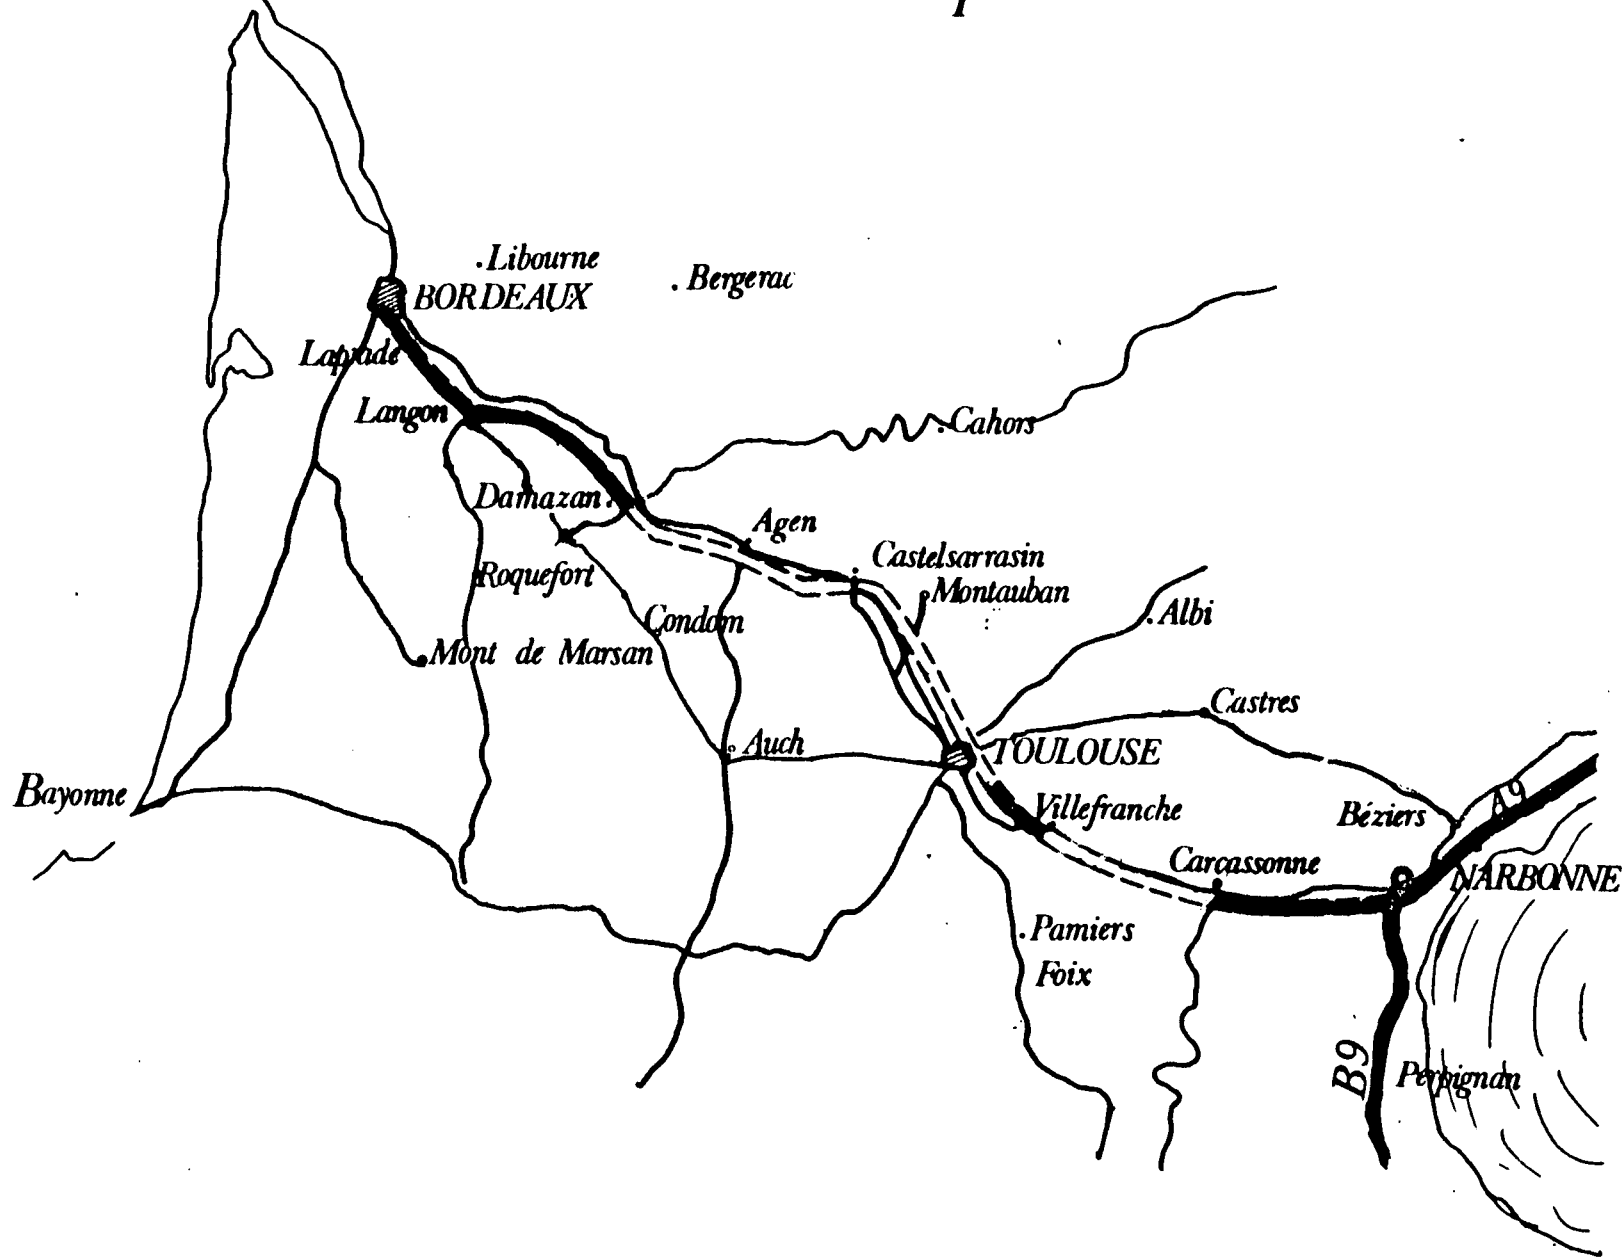 Libourne
Bergerac
BORDEAUX
Laprade
Langon
Cahors
Damazan
Agen
Castelsarrasin
Roquefort
Montauban
Condom
Albi
Mont de Marsan
Castres
Auch
TOULOUSE
Bayonne
Villefranche
Béziers
A9
Carcassonne
NARBONNE
Pamiers
Foix
B9
Perpignan